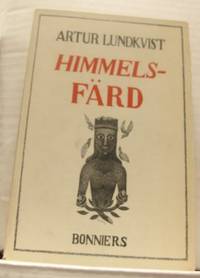 ARTUR LUNDKVIST
HIMMELS-
FÄRD
BONNIERS